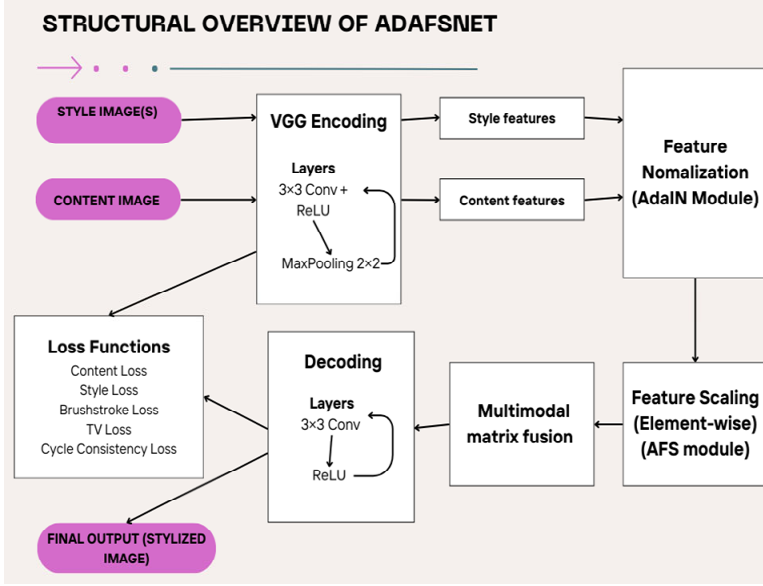 STRUCTURAL OVERVIEW OF ADAFSNET
STYLE IMAGE(S)
CONTENT IMAGE
VGG Encoding
Layers
3×3 Conv +
ReLU
MaxPooling 2×2
Style features
Content features
Feature
Nomalization
(AdaIN Module)
Feature Scaling
(Element-wise)
(AFS module)
Multimodal
matrix fusion
Decoding
Layers
3×3 Conv
ReLU
Loss Functions
Content Loss
Style Loss
Brushstroke Loss
TV Loss
Cycle Consistency Loss
FINAL OUTPUT (STYLIZED
IMAGE)